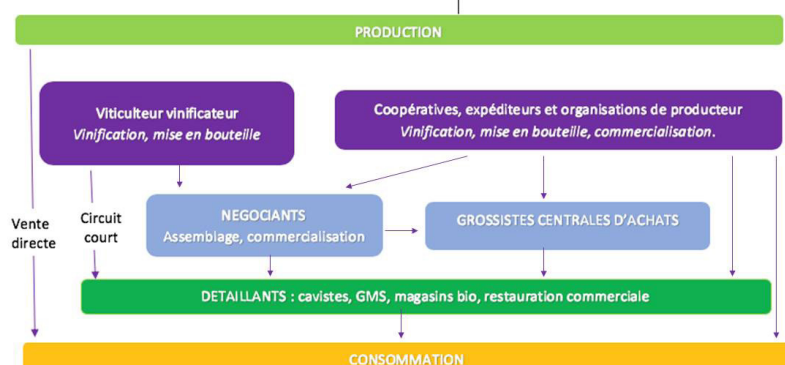 PRODUCTION
Viticulteur vinificateur
Vinification, mise en bouteille
Coopératives, expéditeurs et organisations de producteur
Vinification, mise en bouteille, commercialisation.
Vente
directe
Circuit
court
NEGOCIANTS
Assemblage, commercialisation
GROSSISTES CENTRALES D'ACHATS
DETAILLANTS : cavistes, GMS, magasins bio, restauration commerciale
CONSOMMATION